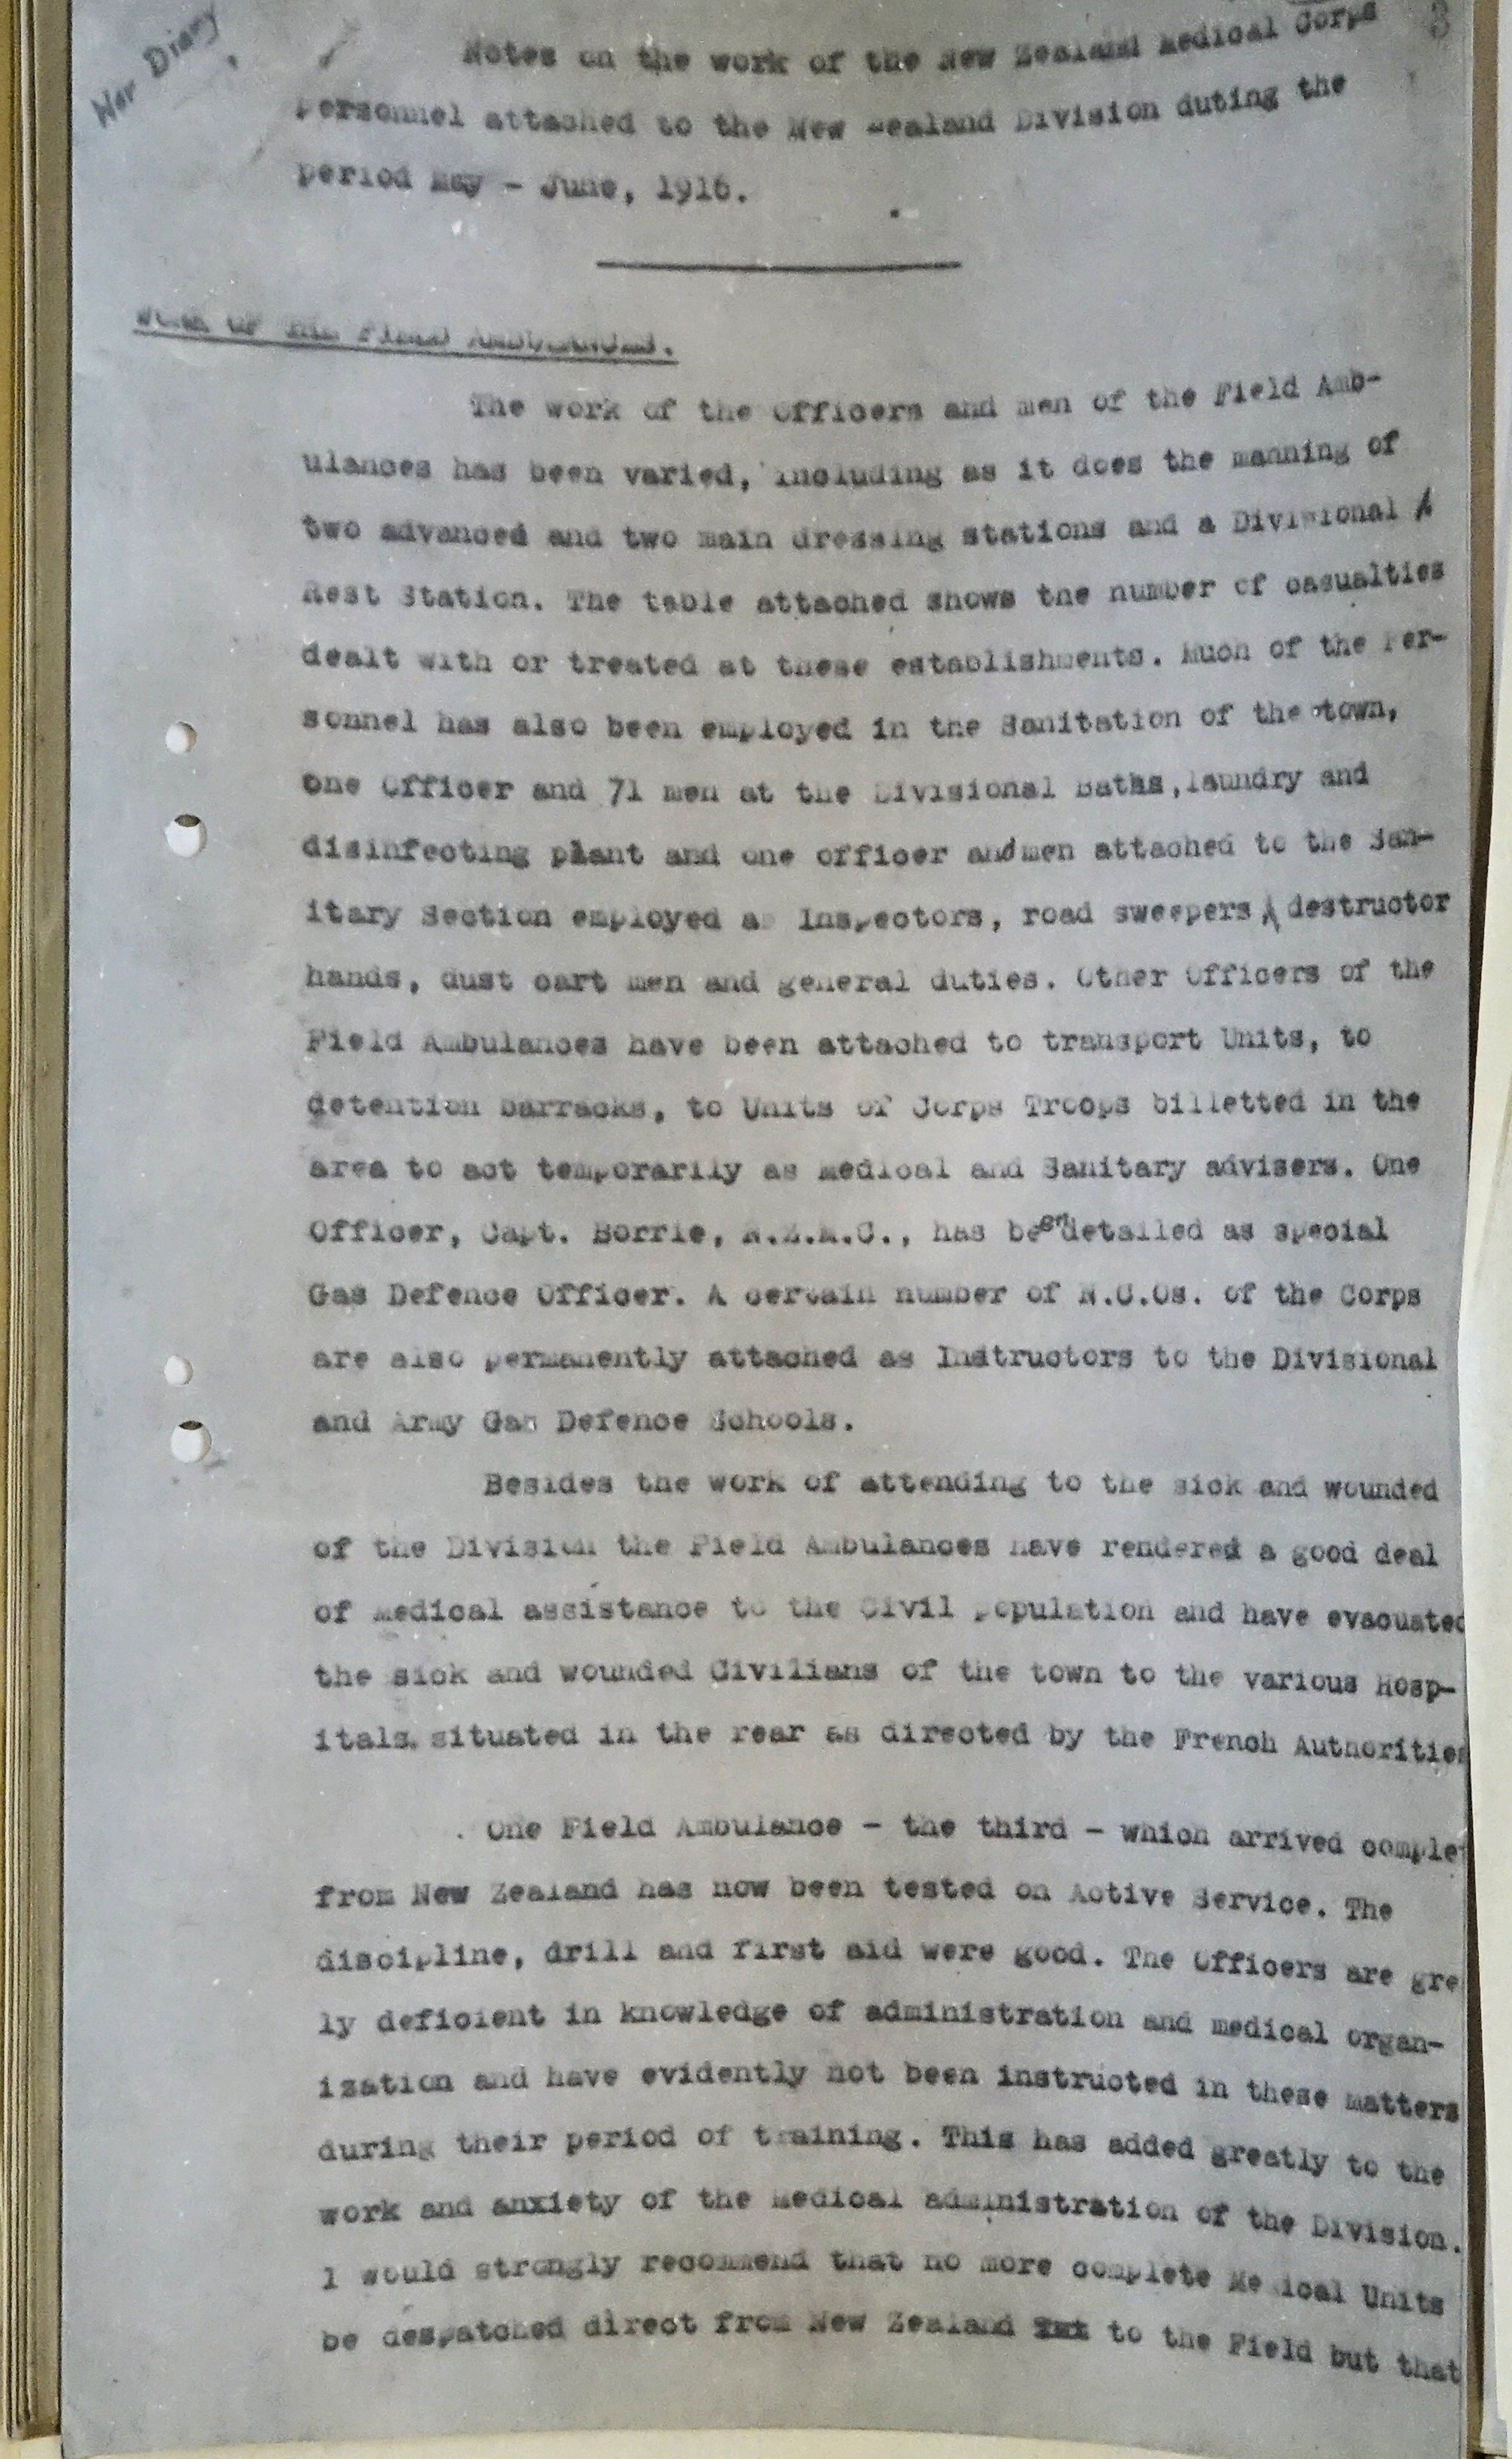 War Diary
3
Notes on the work of the New Zealand Medical Corps
Personnel attached to the New Zealand Division duting the
period May - June, 1916.
WORK OF THE FIELD AMBULANCES.
The work of the Officers and men of the Field Amb-
ulances has been varied, including as it does the manning of
two advanced and two main dressing stations and a Divisional
Rest Station. The table attached shows the number of casualties
dealt with or treated at these establishments. Much of the Per-
sonnel has also been employed in the Sanitation of the town,
One Officer and 71 men at the Divisional Baths,laundry and
disinfecting plant and one officer and men attached to the San-
itary Section employed as Inspectors, road sweepers, destructor
hands, dust cart men and general duties. Other Officers of the
Field Ambulances have been attached to transport Units, to
detention barracks, to Units of Corps Troops billetted in the
area to act temporarily as Medical and Sanitary advisers. One
Officer, Capt. Borrie, N.Z.M.C., has been detailed as special
Gas Defence Officer. A certain number of N.C.Os. of the Corps
are also permanently attached as Instructors to the Divisional
and Army Gas Defence Schools.
Besides the work of attending to the sick and wounded
of the Division the Field Ambulances have rendered a good deal
of medical assistance to the Civil population and have evacuated
the sick and wounded Civilians of the town to the various Hosp-
itals situated in the rear as directed by the French Authorities
One Field Ambulance - the third - which arrived complet
from New Zealand has now been tested on Active Service. The
discipline, drill and first aid were good. The Officers are gre
ly deficient in knowledge of administration and medical organ-
ization and have evidently not been instructed in these matters
during their period of training. This has added greatly to the
work and anxiety of the Medical administration of the Division.
I would strongly recommend that no more complete Medical Units
be despatched direct from New Zealand to the Field but that